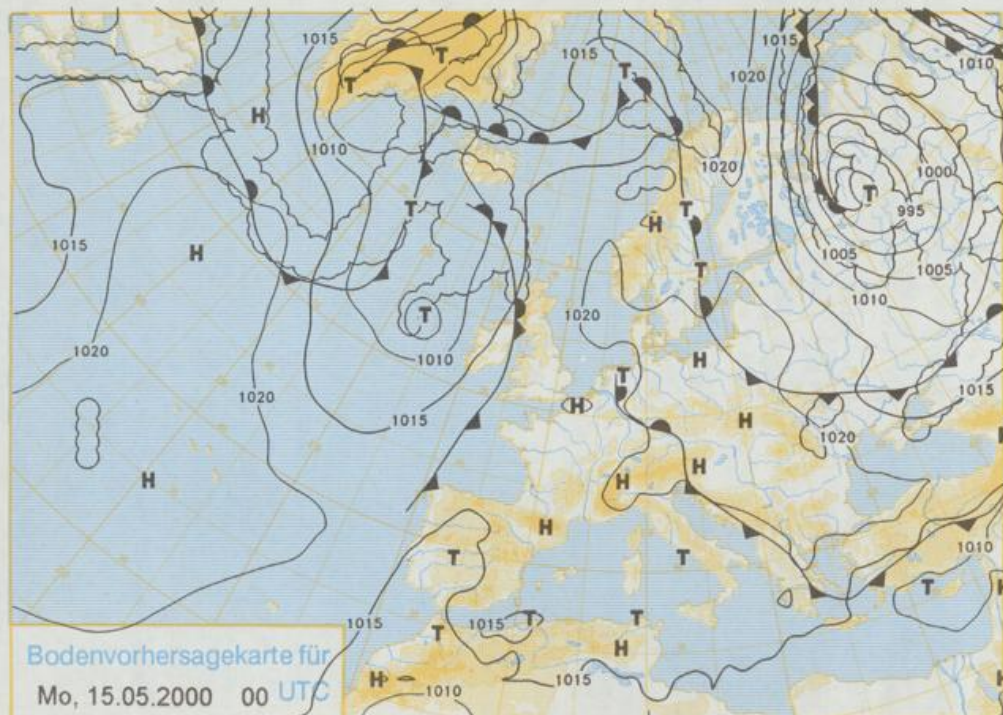 1015 T 1015 1020 1015 1010
T T
H 1010 1020 1000
T T H 995
1015 H 1005 1005
T 1010
1020 T 1020
1010 H
1020 T 1015
H H
1015 1020 H
H H H
H
T T 1010
T H
1015 1015 T T
T H
H 1015 H
1010
Bodenvorhersagekarte für
Mo, 15.05.2000 00 UTC